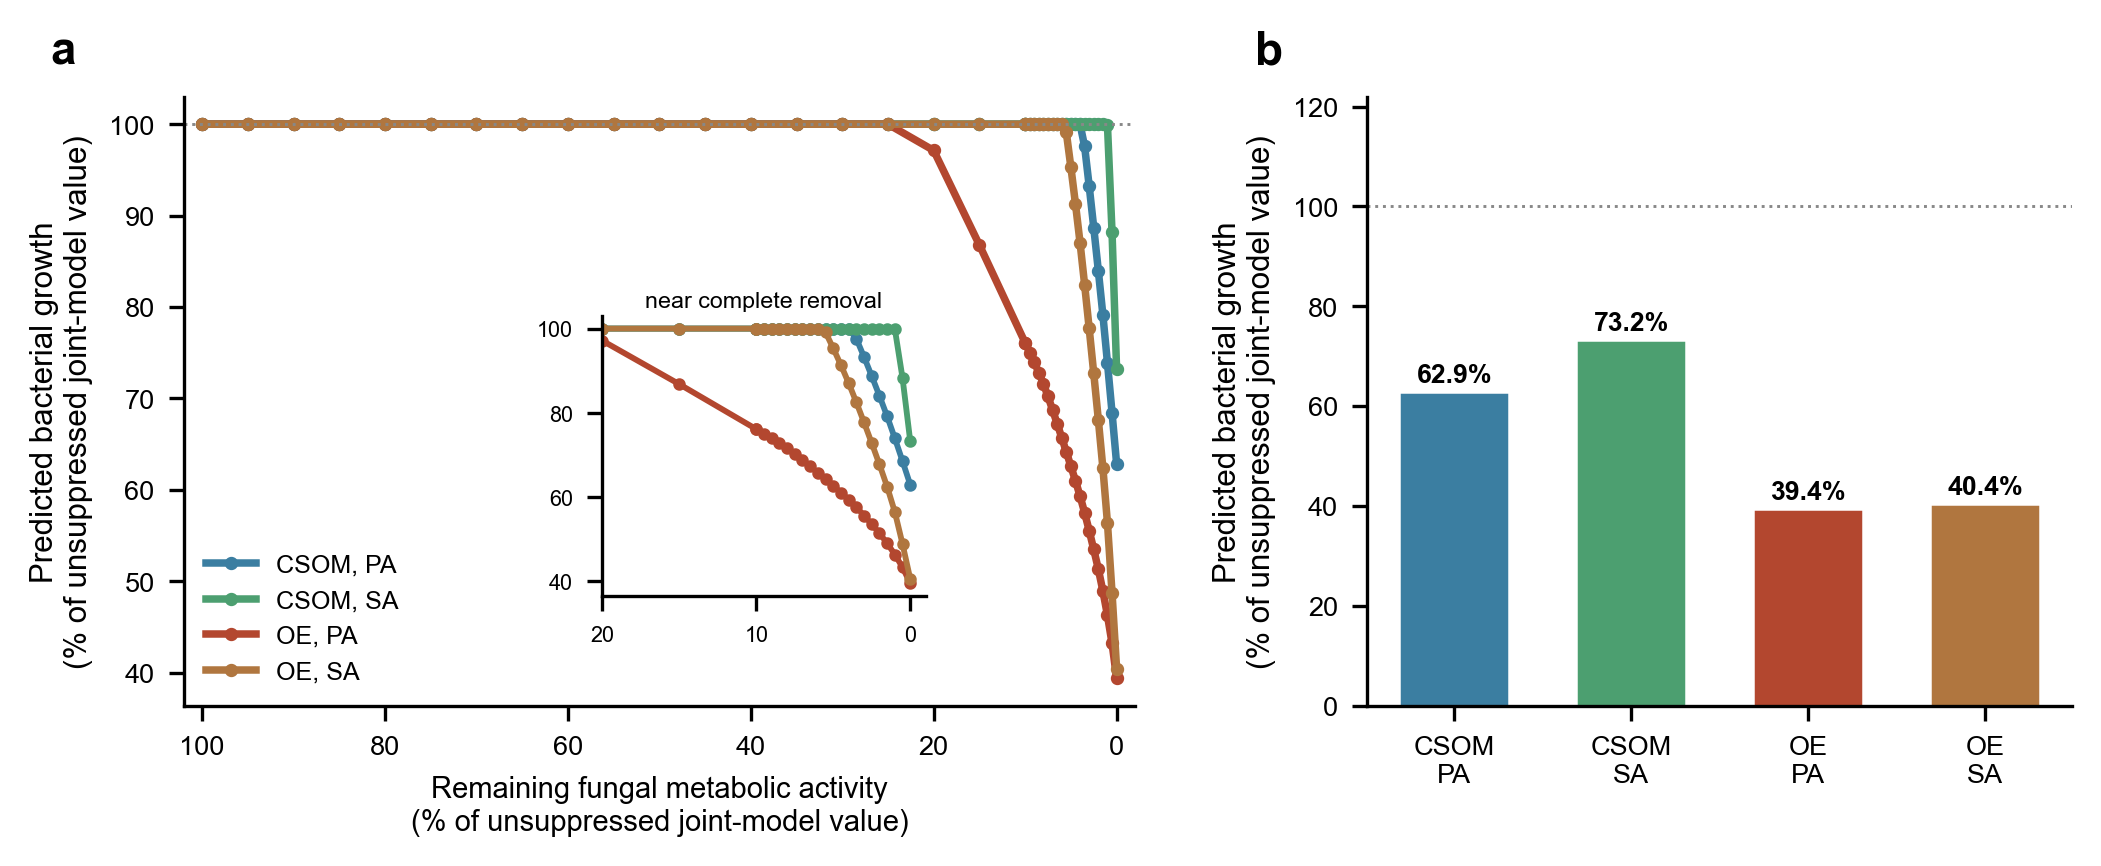 a
Predicted bacterial growth
(% of unsuppressed joint-model value)
100
90
80
70
60
50
40
near complete removal
100
80
60
40
20 10 0
CSOM, PA
CSOM, SA
OE, PA
OE, SA
100 80 60 40 20 0
Remaining fungal metabolic activity
(% of unsuppressed joint-model value)
b
Predicted bacterial growth
(% of unsuppressed joint-model value)
120
100
80
60
40
20
0
62.9%
73.2%
39.4%
40.4%
CSOM
PA
CSOM
SA
OE
PA
OE
SA